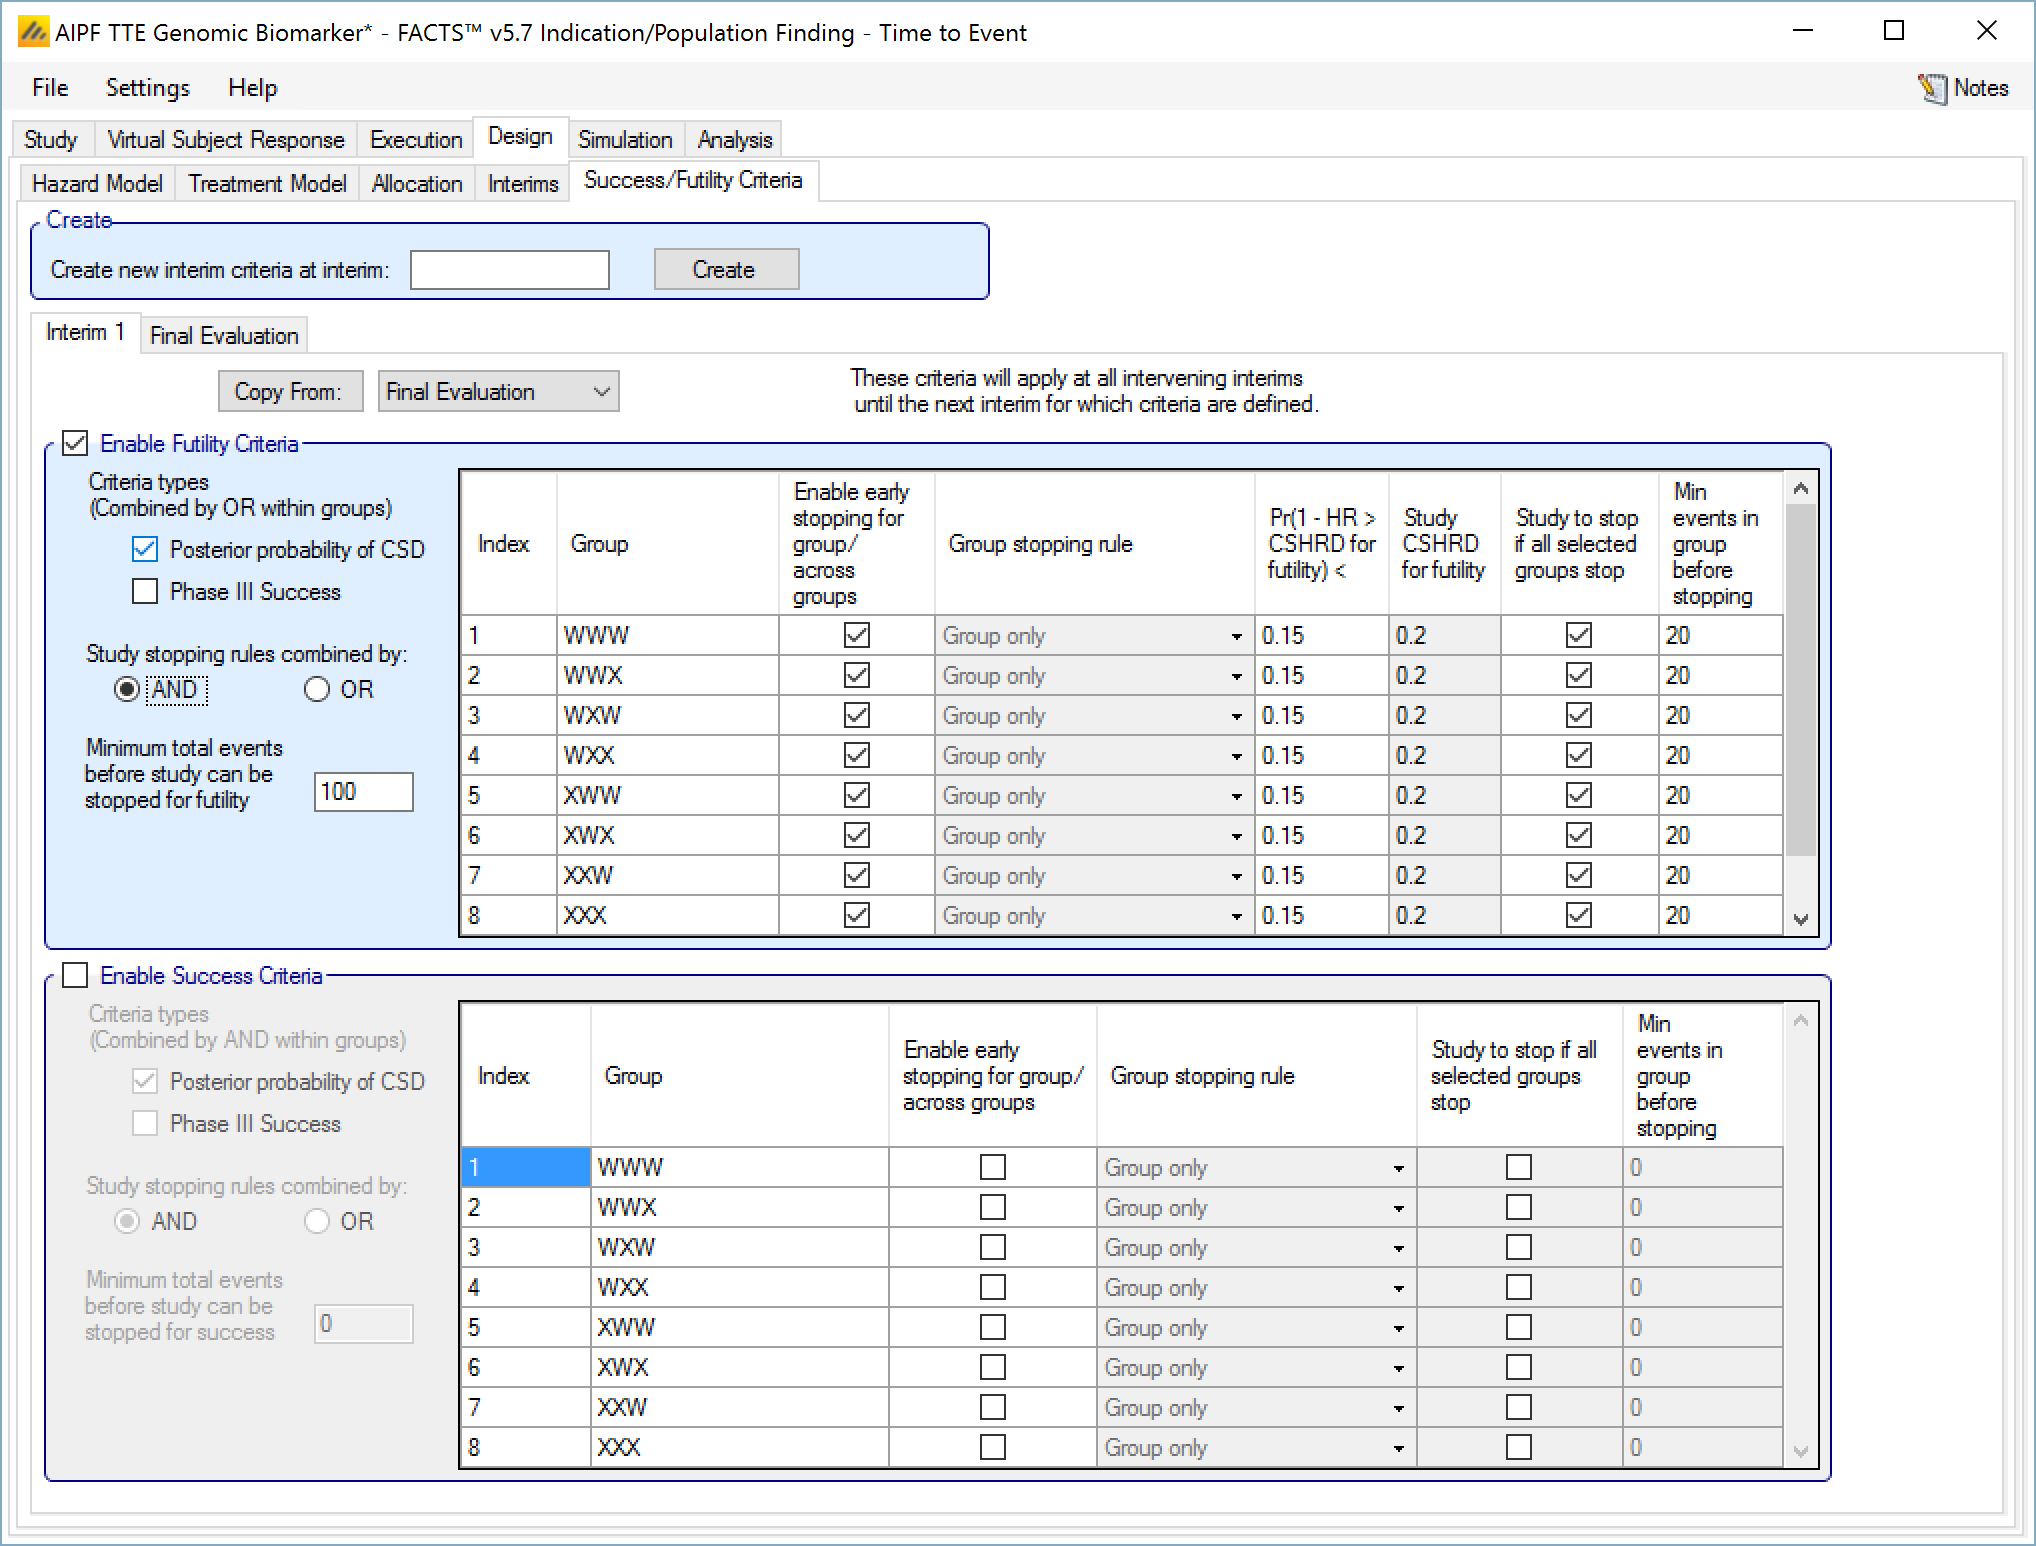 AIPF TTE Genomic Biomarker* - FACTS™ v5.7 Indication/Population Finding - Time to Event
File Settings Help Notes
Study Virtual Subject Response Execution Design Simulation Analysis
Hazard Model Treatment Model Allocation Interims Success/Futility Criteria
Create
Create new interim criteria at interim: Create
Interim 1 Final Evaluation
Copy From: Final Evaluation
These criteria will apply at all intervening interims
until the next interim for which criteria are defined.
Enable Futility Criteria
Criteria types
(Combined by OR within groups)
Posterior probability of CSD
Phase III Success
Study stopping rules combined by:
AND OR
Minimum total events
before study can be
stopped for futility
100
Index
Group
Enable early
stopping for
group/
across
groups
Group stopping rule
Pr(1 - HR >
CSHRD for
futility) <
Study
CSHRD
for futility
Study to stop
if all selected
groups stop
Min
events in
group
before
stopping
1 WWW Group only 0.15 0.2 20
2 WWX Group only 0.15 0.2 20
3 WXW Group only 0.15 0.2 20
4 WXX Group only 0.15 0.2 20
5 XWW Group only 0.15 0.2 20
6 XWX Group only 0.15 0.2 20
7 XXW Group only 0.15 0.2 20
8 XXX Group only 0.15 0.2 20
Enable Success Criteria
Criteria types
(Combined by AND within groups)
Posterior probability of CSD
Phase III Success
Study stopping rules combined by:
AND OR
Minimum total events
before study can be
stopped for success
0
Index
Group
Enable early
stopping for group/
across groups
Group stopping rule
Study to stop if all
selected groups
stop
Min
events in
group
before
stopping
1 WWW Group only 0
2 WWX Group only 0
3 WXW Group only 0
4 WXX Group only 0
5 XWW Group only 0
6 XWX Group only 0
7 XXW Group only 0
8 XXX Group only 0